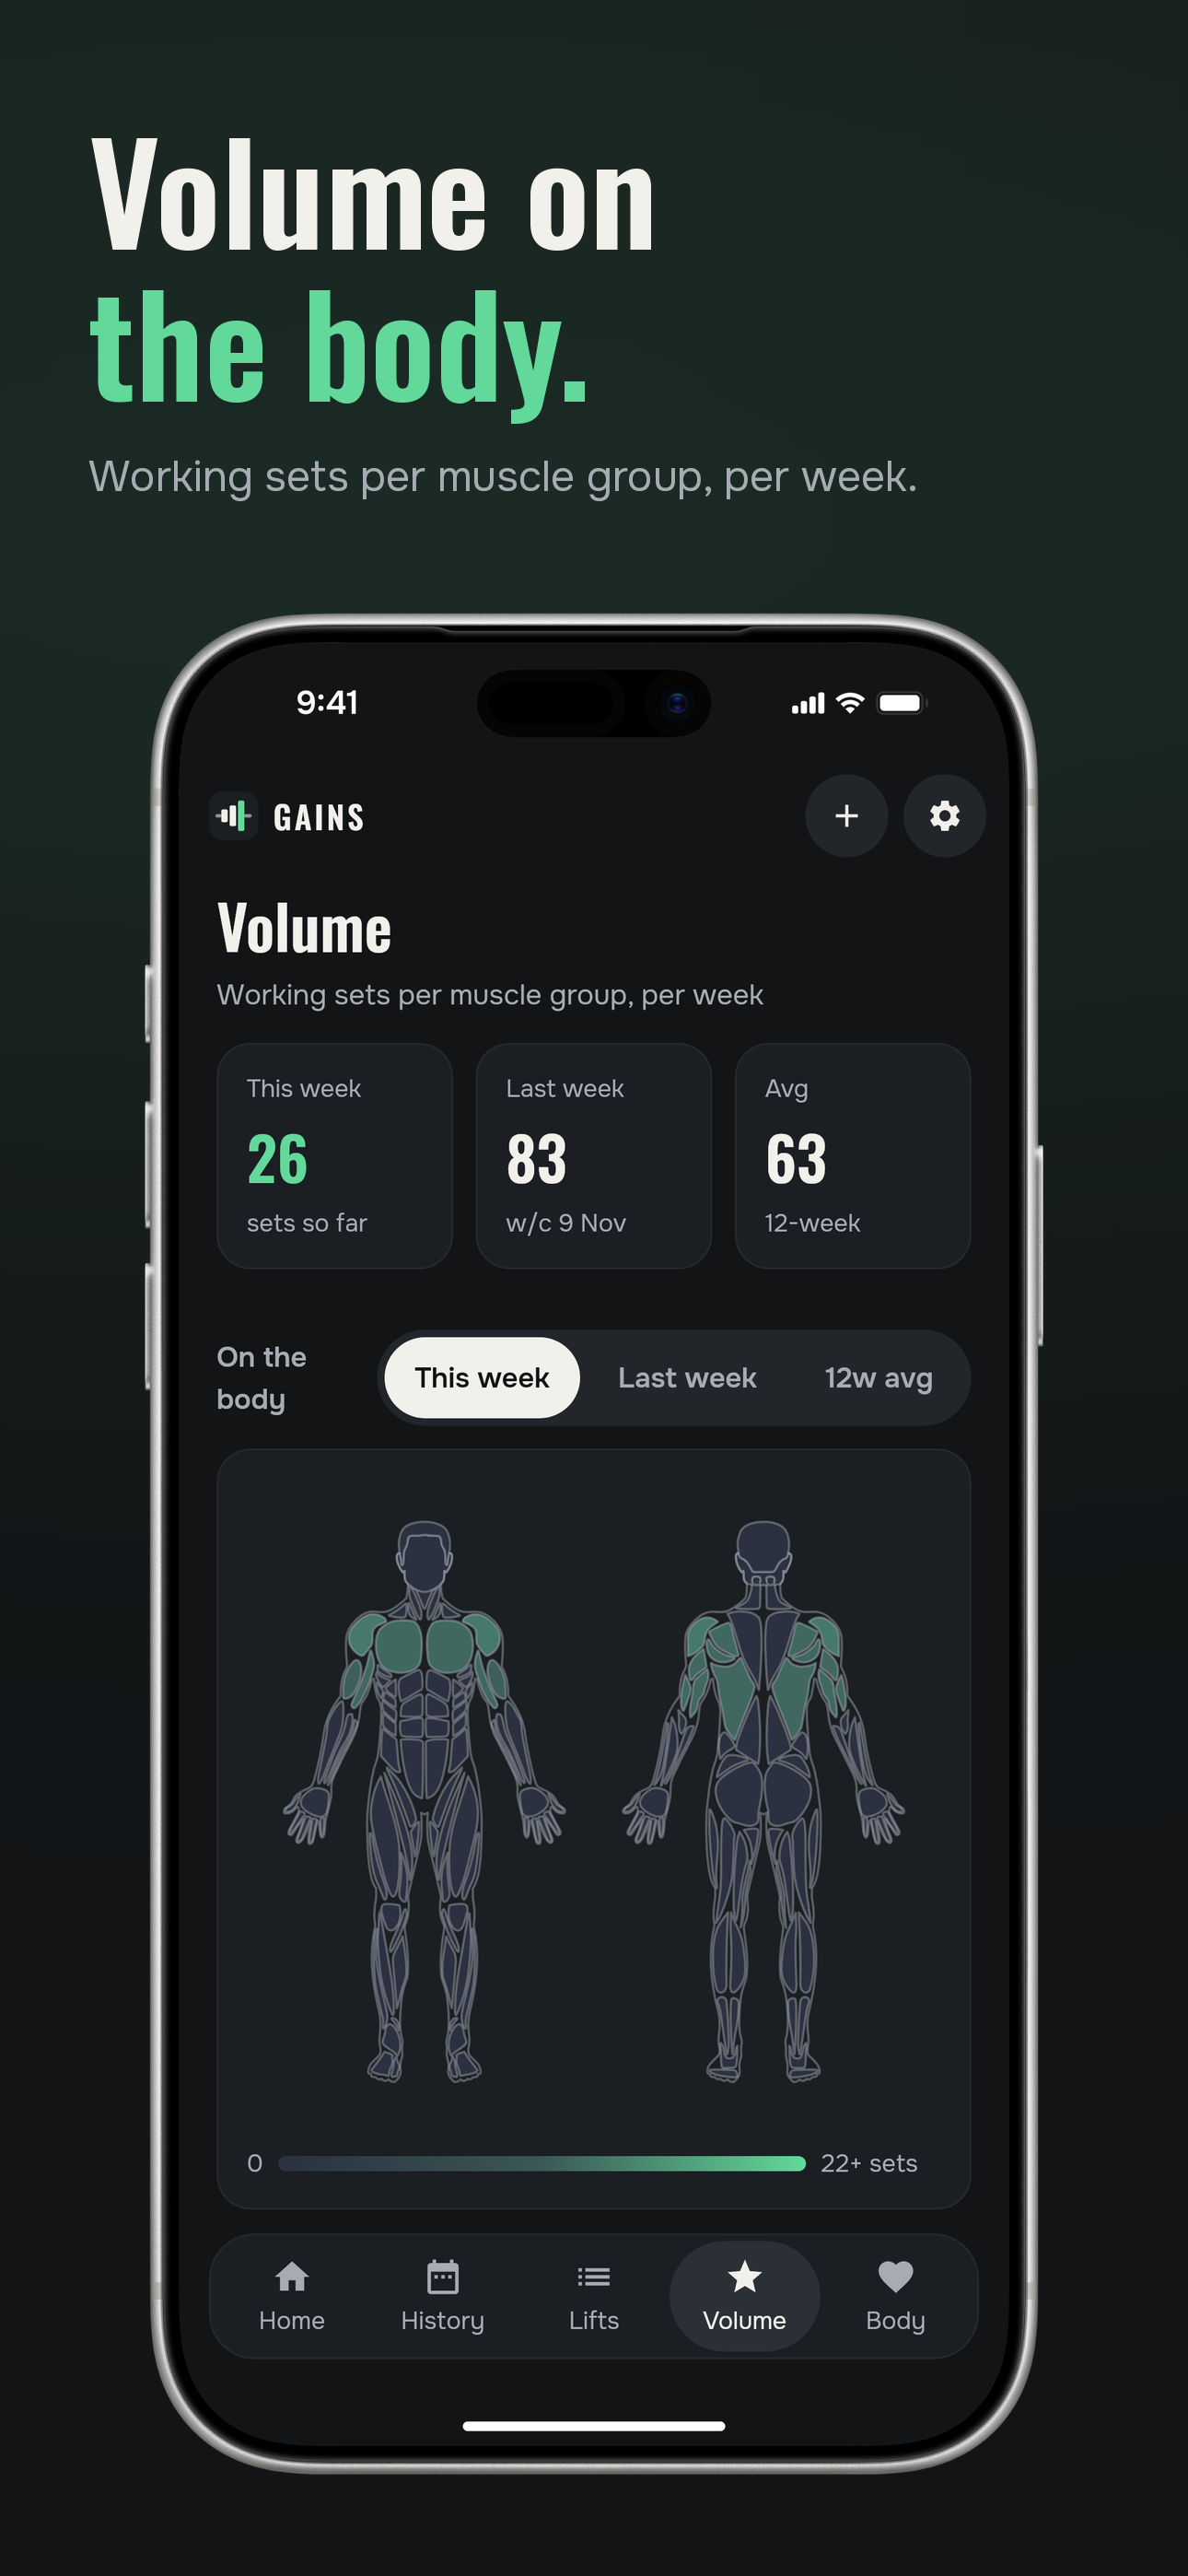 Volume on
the body.
Working sets per muscle group, per week.
9:41
GAINS
Volume
Working sets per muscle group, per week
This week
26
sets so far
Last week
83
w/c 9 Nov
Avg
63
12-week
On the
body
This week
Last week
12w avg
0
22+ sets
Home
History
Lifts
Volume
Body